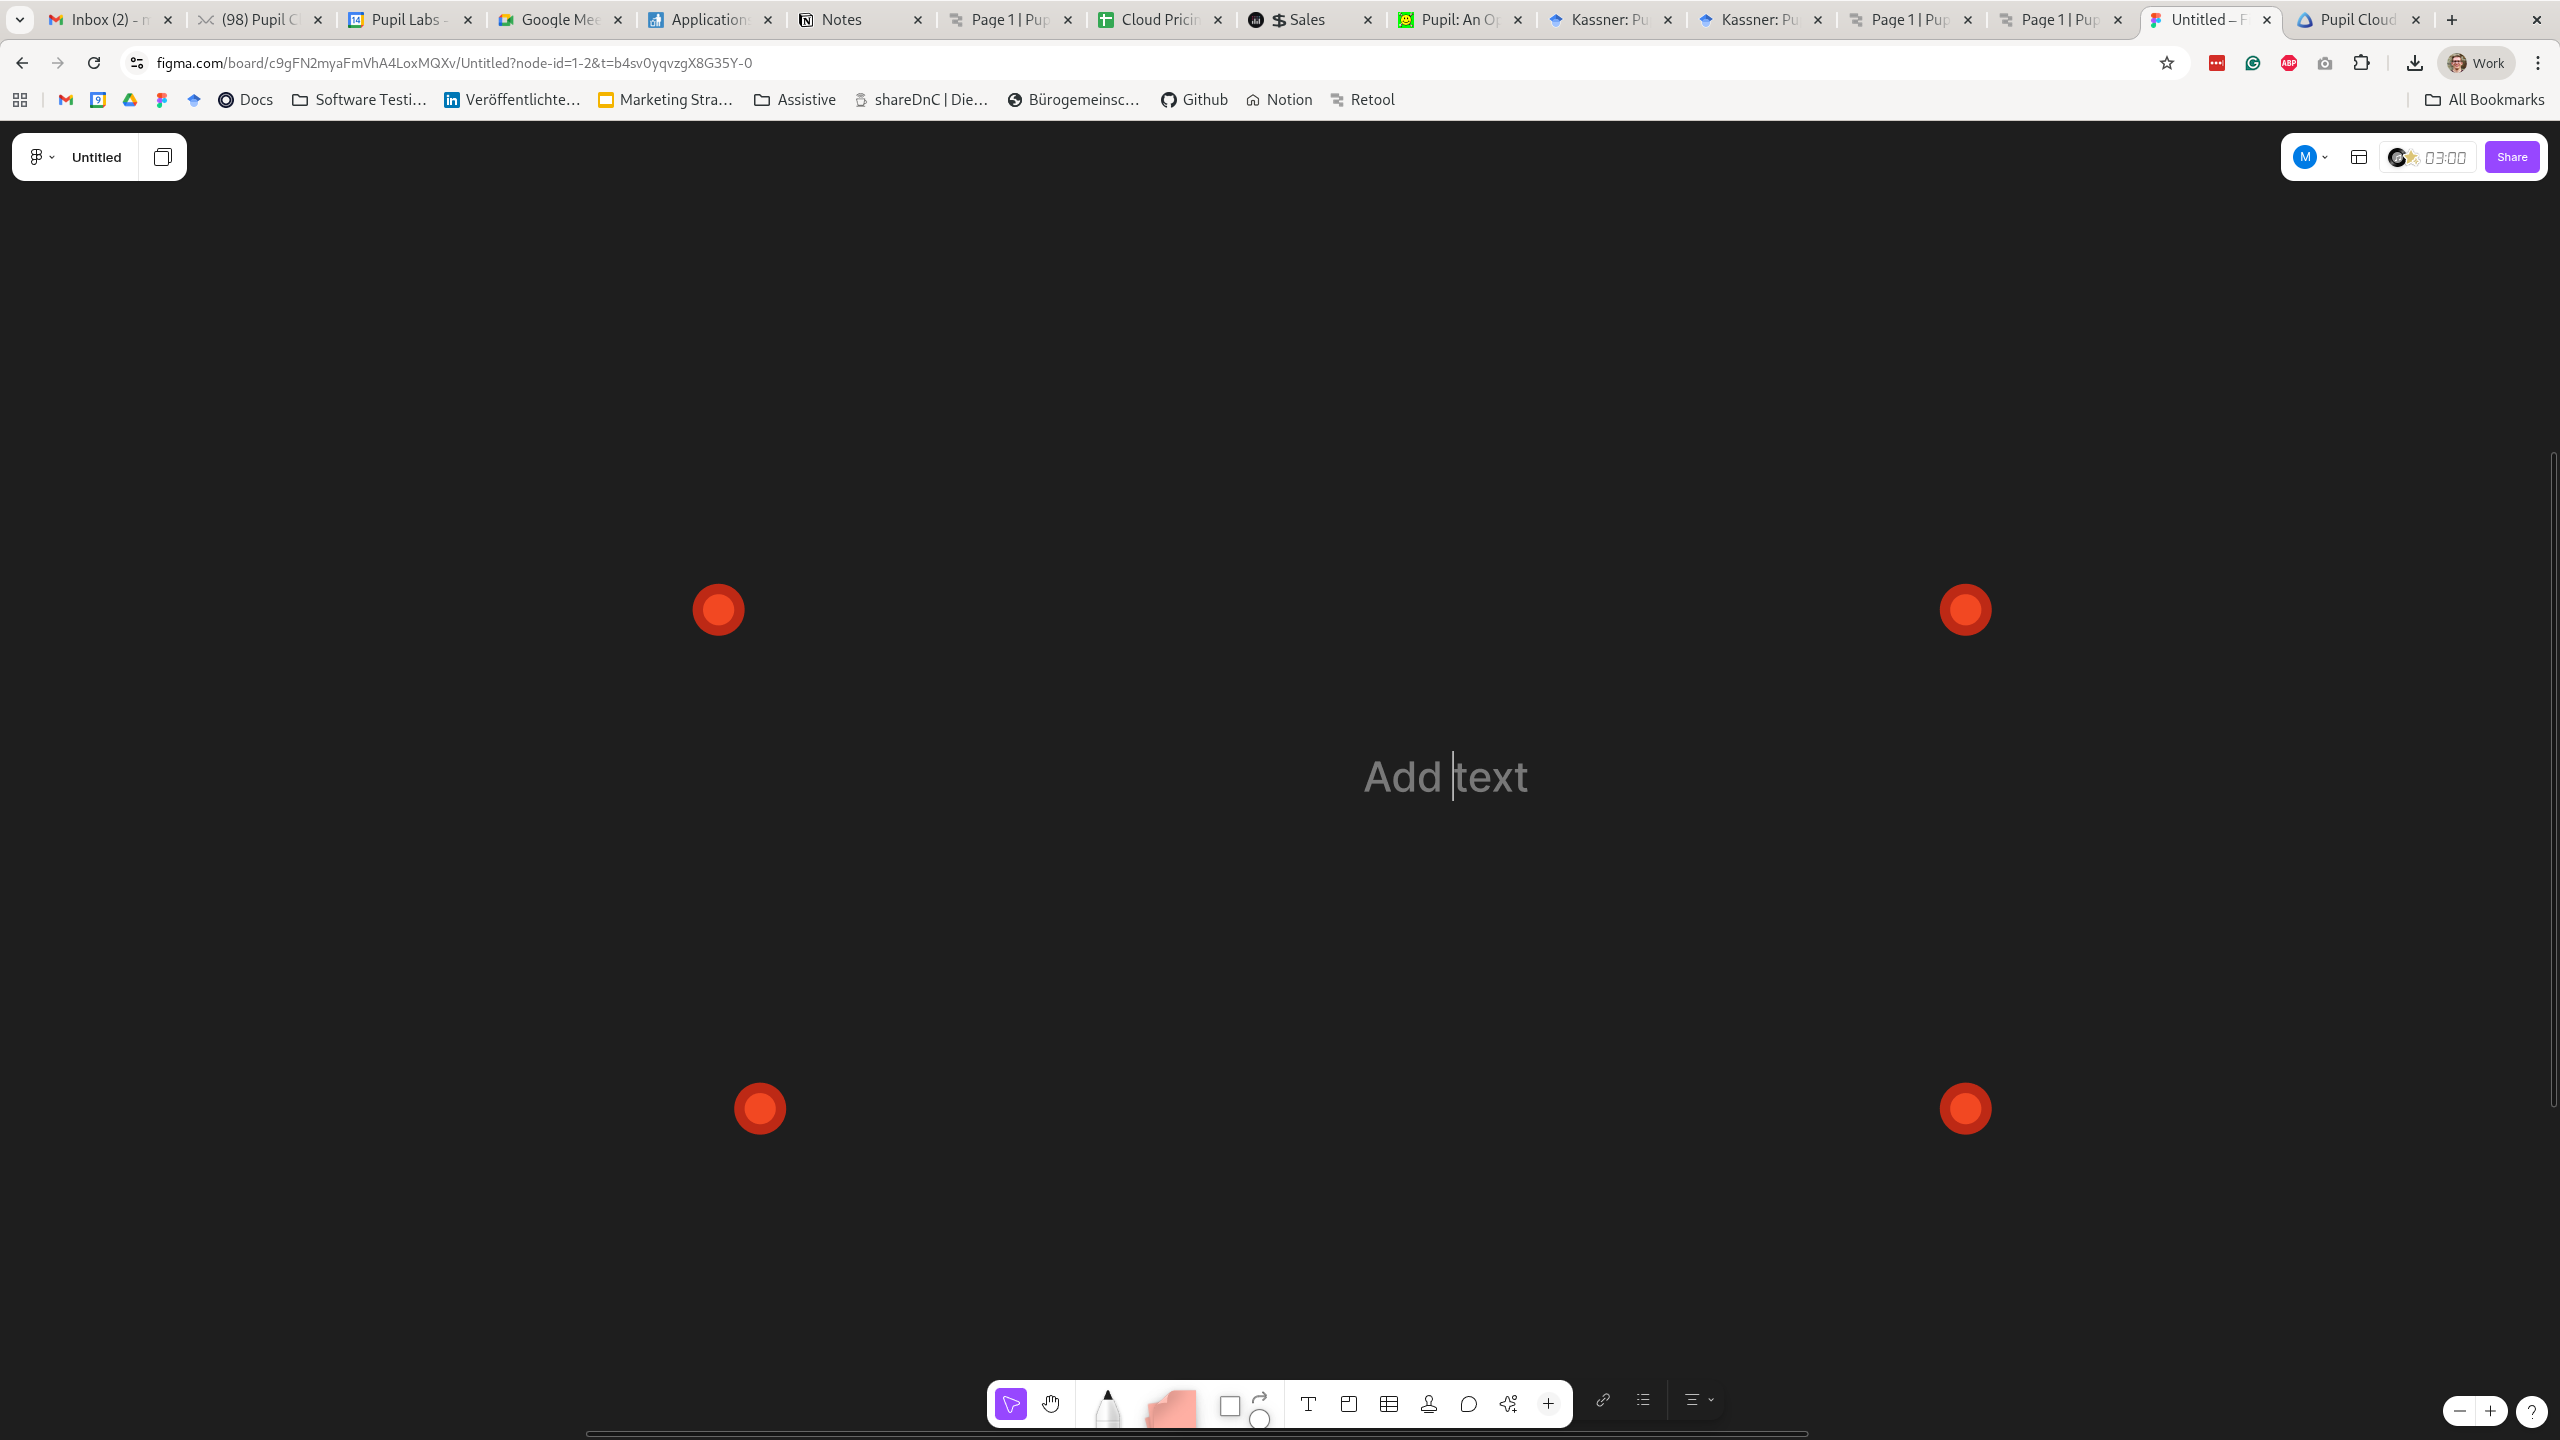 Inbox (2) - m
(98) Pupil C
Pupil Labs -
Google Mee
Applications
Notes
Page 1 | Pup
Cloud Pricin
$ Sales
Pupil: An Op
Kassner: Pu
Kassner: Pu
Page 1 | Pup
Page 1 | Pup
Untitled – F
Pupil Cloud
figma.com/board/c9gFN2myaFmVhA4LoxMQXv/Untitled?node-id=1-2&t=b4sv0yqvzgX8G35Y-0
ABP
Work
Docs
Software Testi…
Veröffentlichte…
Marketing Stra…
Assistive
shareDnC | Die…
Bürogemeinsc…
Github
Notion
Retool
All Bookmarks
Untitled
M
03:00
Share
Add text